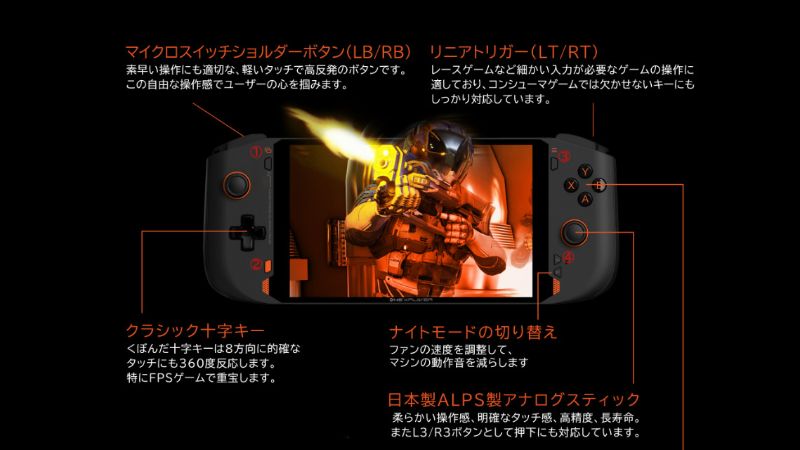 マイクロスイッチショルダーボタン(LB/RB)
素早い操作にも適切な、軽いタッチで高反発のボタンです。
この自由な操作感でユーザーの心を掴みます。
リニアトリガー(LT/RT)
レースゲームなど細かい入力が必要なゲームの操作に
適しており、コンシューマゲームでは欠かせないキーにも
しっかり対応しています。
①
③
Y
X
B
A
②
④
ONEXPLAYER
クラシック十字キー
くぼんだ十字キーは8方向に的確な
タッチにも360度反応します。
特にFPSゲームで重宝します。
ナイトモードの切り替え
ファンの速度を調整して、
マシンの動作音を減らします
日本製ALPS製アナログスティック
柔らかい操作感、明確なタッチ感、高精度、長寿命。
またL3/R3ボタンとして押下にも対応しています。